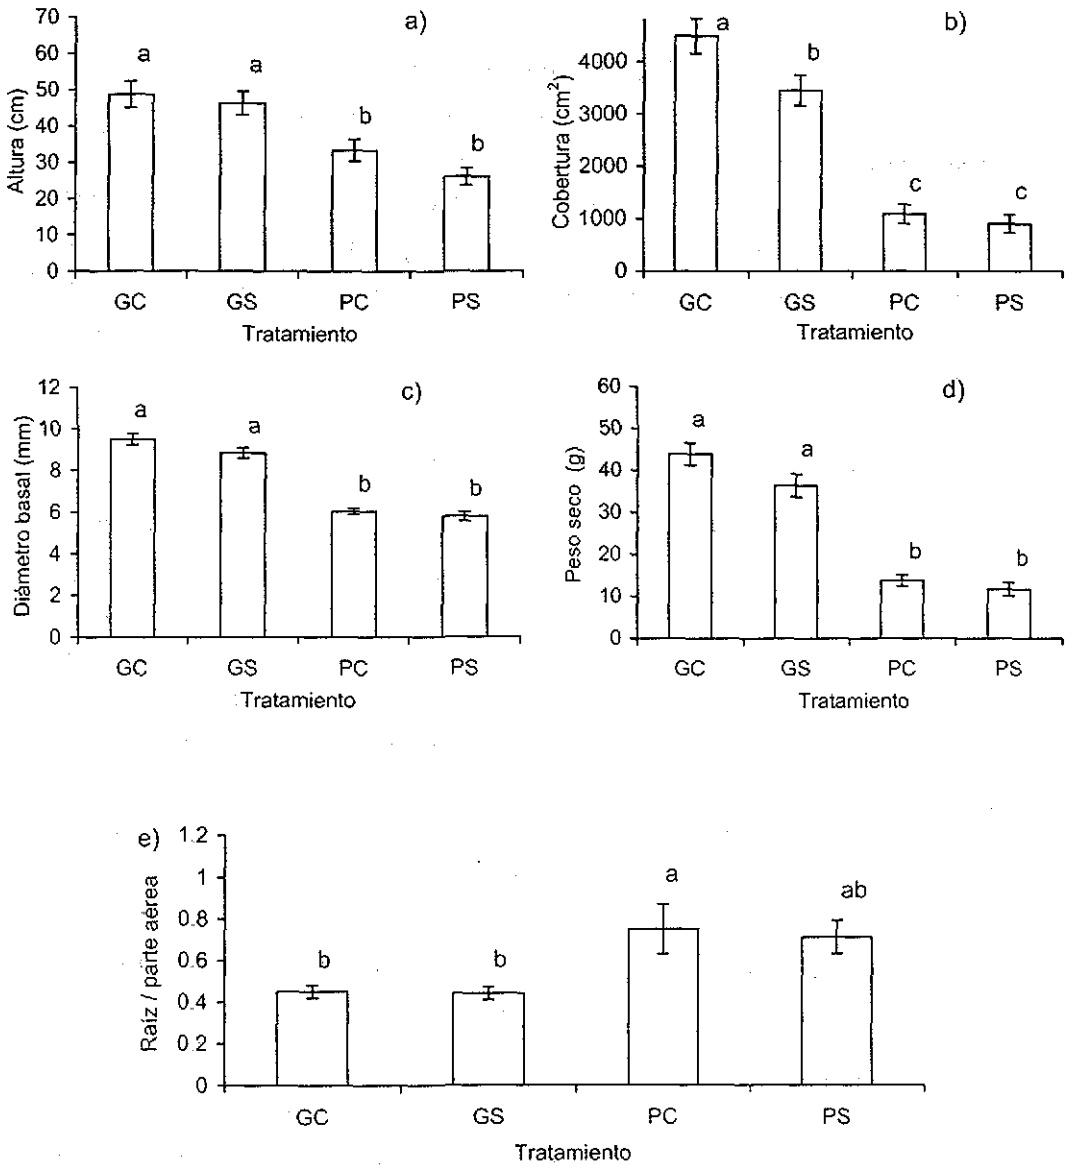 a)
Altura (cm)
70
60
50
40
30
20
10
0
a
a
b
b
GC GS PC PS
Tratamiento
b)
Cobertura (cm²)
4000
3000
2000
1000
0
a
b
c
c
GC GS PC PS
Tratamiento
c)
Diámetro basal (mm)
12
10
8
6
4
2
0
a
a
b
b
GC GS PC PS
Tratamiento
d)
Peso seco (g)
60
50
40
30
20
10
0
a
a
b
b
GC GS PC PS
Tratamiento
e)
Raíz / parte aérea
1.2
1
0.8
0.6
0.4
0.2
0
b
b
a
ab
GC GS PC PS
Tratamiento